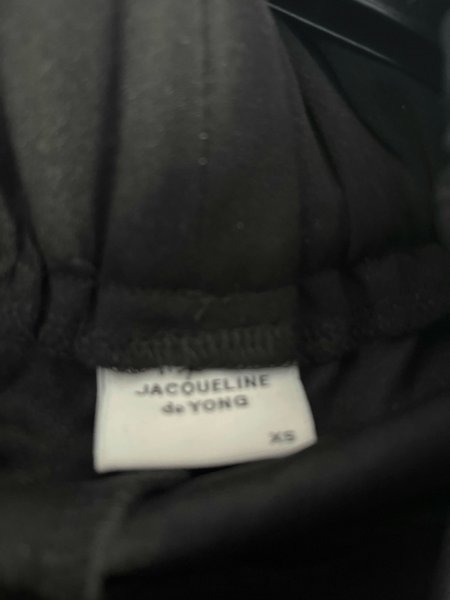 JACQUELINE
de YONG
XS